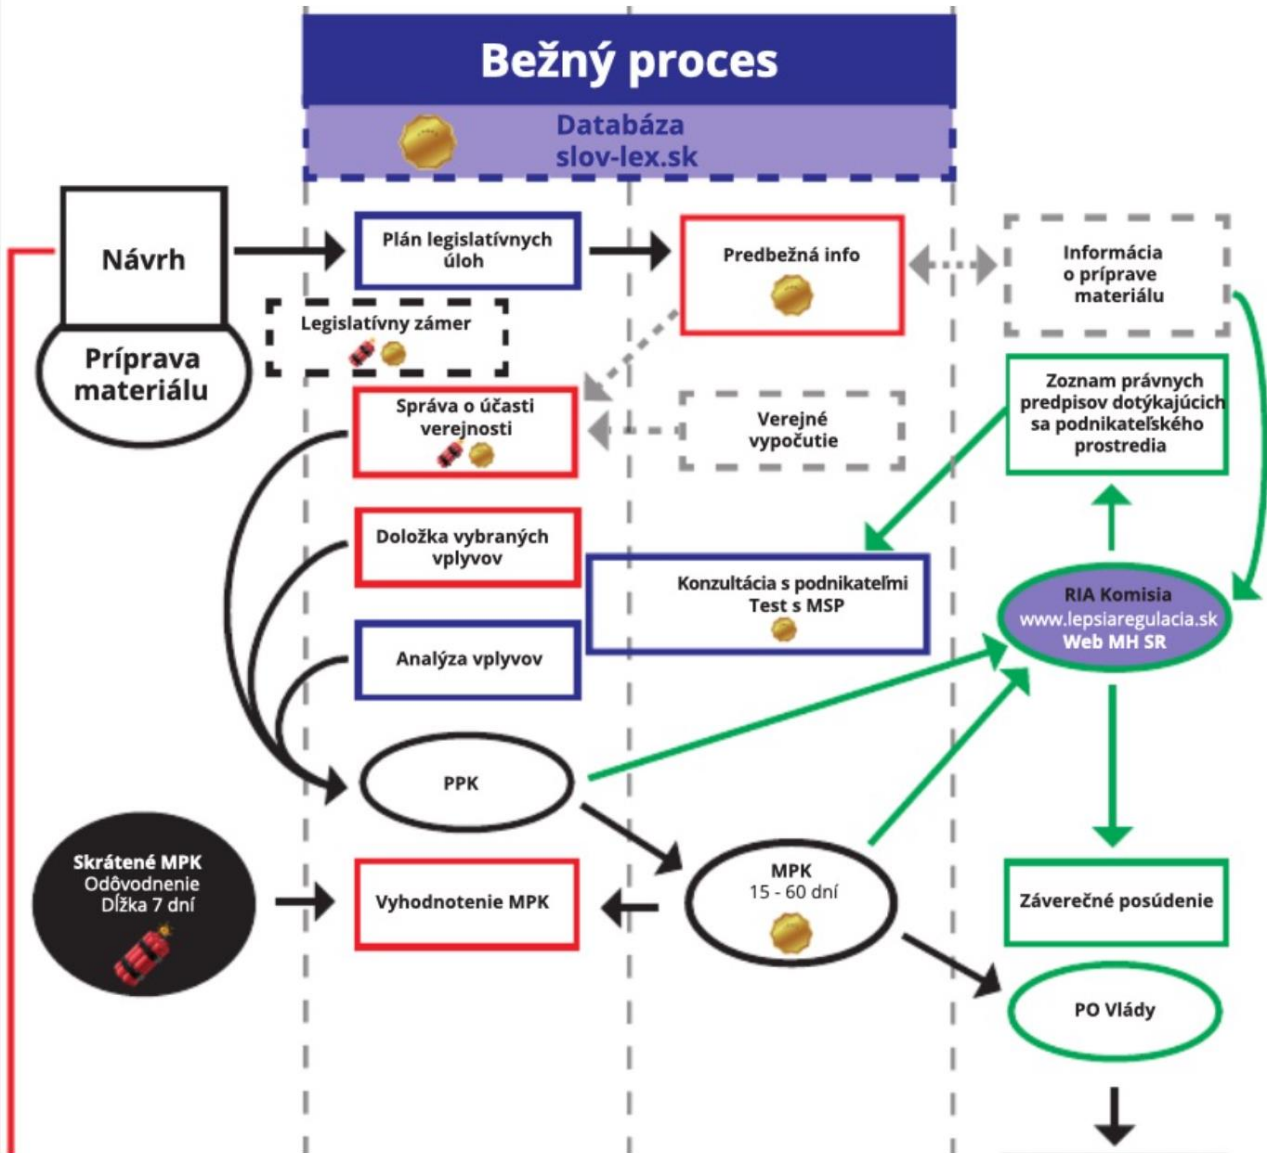 Bežný proces
Databáza
slov-lex.sk
Návrh
Príprava
materiálu
Plán legislatívnych
úloh
Predbežná info
Informácia
o príprave
materiálu
Legislatívny zámer
Správa o účasti
verejnosti
Verejné
vypočutie
Zoznam právnych
predpisov dotýkajúcich
sa podnikateľského
prostredia
Doložka vybraných
vplyvov
Konzultácia s podnikateľmi
Test s MSP
RIA Komisia
www.lepsiaregulacia.sk
Web MH SR
Analýza vplyvov
PPK
Skrátené MPK
Odôvodnenie
Dĺžka 7 dní
Vyhodnotenie MPK
MPK
15 - 60 dní
Záverečné posúdenie
PO Vlády